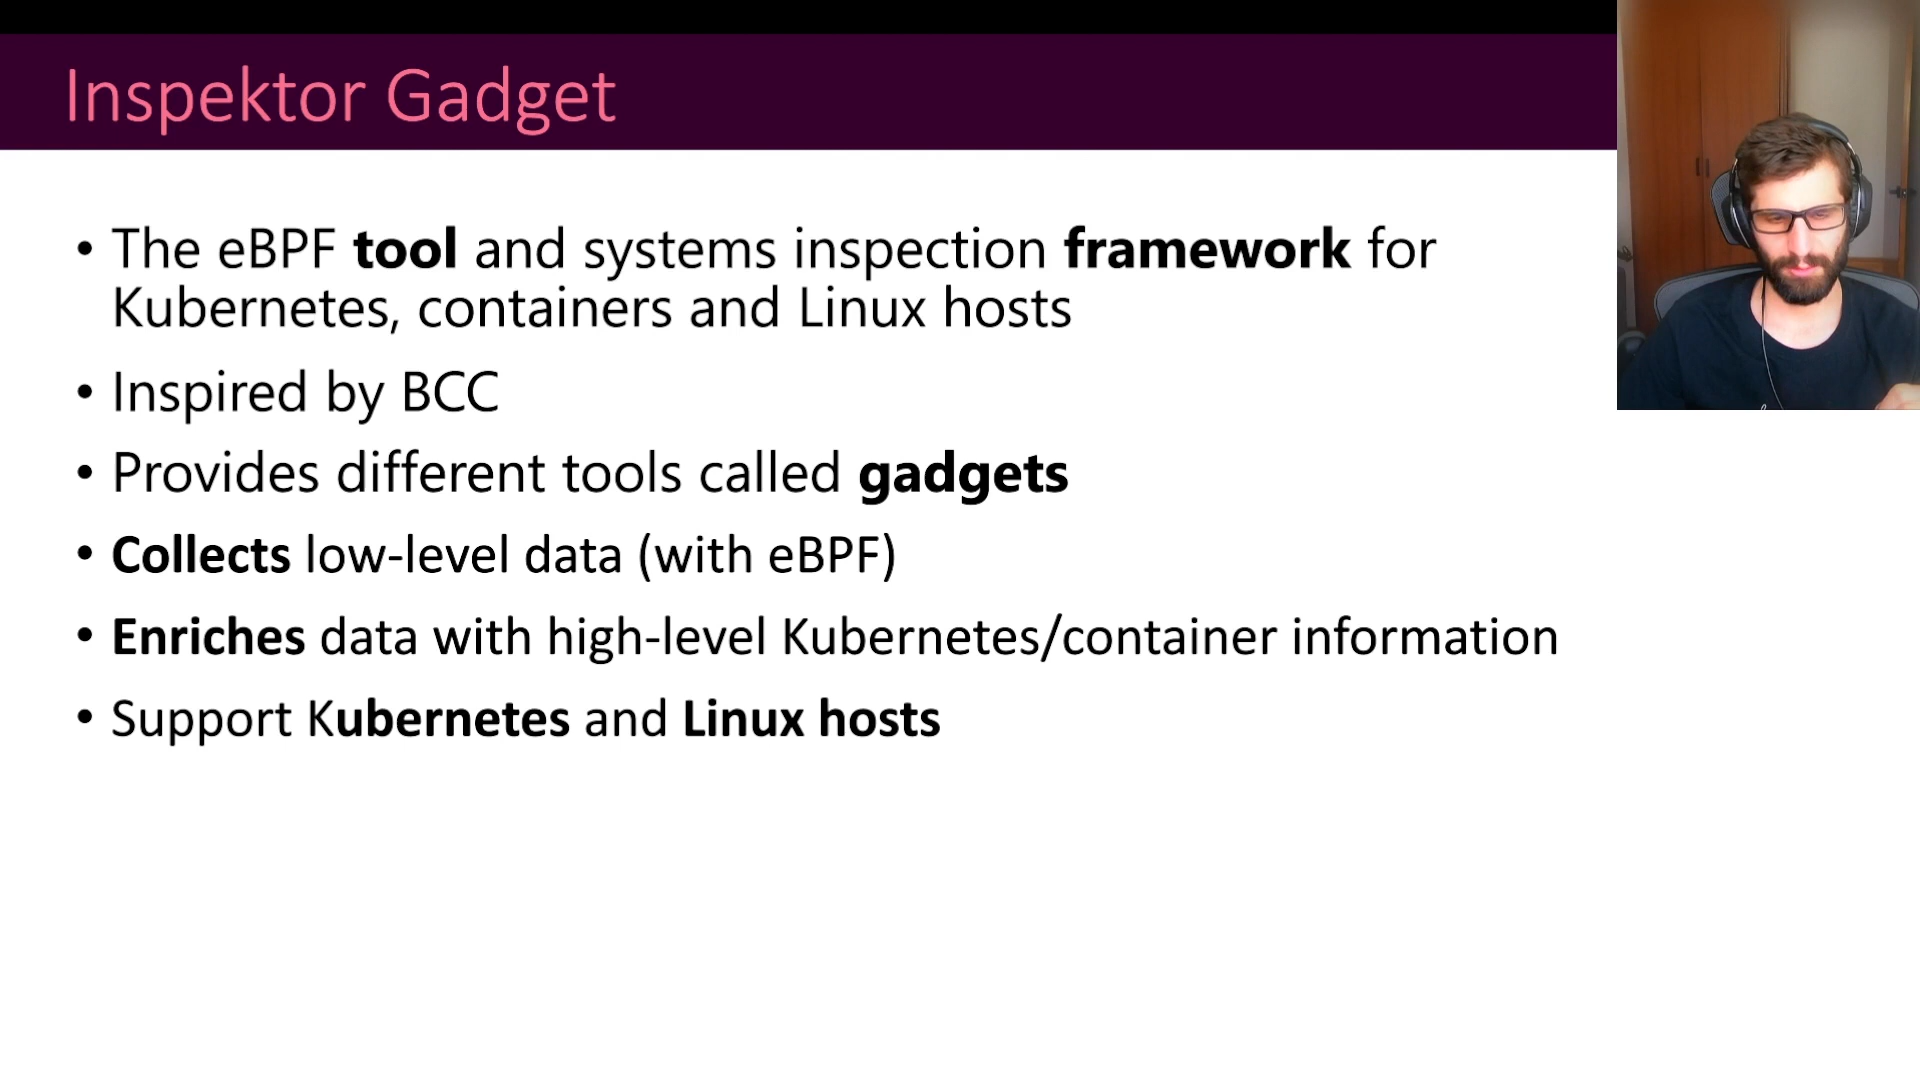 Inspektor Gadget
• The eBPF tool and systems inspection framework for
Kubernetes, containers and Linux hosts
• Inspired by BCC
• Provides different tools called gadgets
• Collects low-level data (with eBPF)
• Enriches data with high-level Kubernetes/container information
• Support Kubernetes and Linux hosts